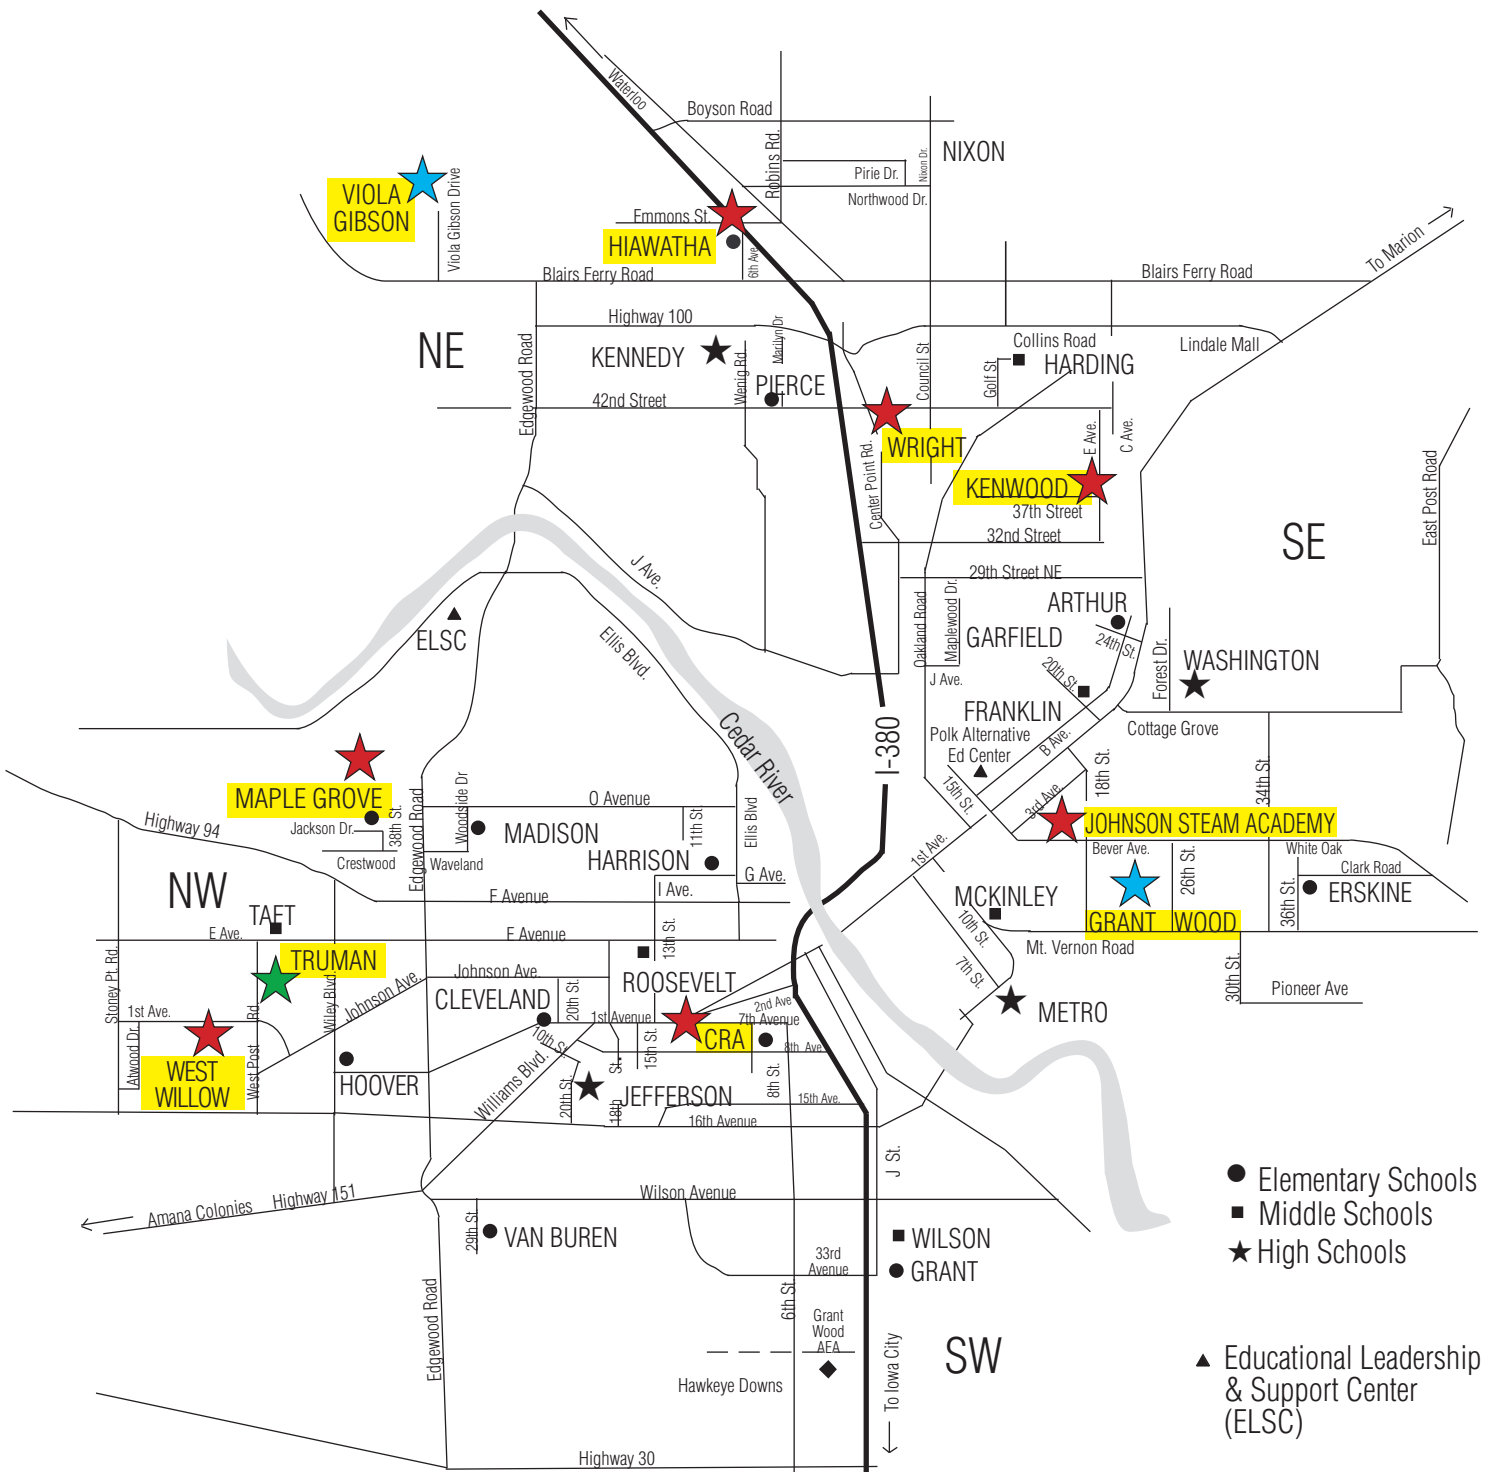 Waterloo
Boyson Road
Robins Rd.
Nixon Dr.
NIXON
Pirie Dr.
Northwood Dr.
VIOLA
GIBSON
Viola Gibson Drive
Emmons St.
HIAWATHA
6th Ave
To Marion
Blairs Ferry Road
Blairs Ferry Road
NE
Highway 100
KENNEDY
Edgewood Road
Wenig Rd.
Marilyn Dr
PIERCE
42nd Street
Council St
Collins Road
Golf St
HARDING
Lindale Mall
WRIGHT
Center Point Rd.
E Ave.
C Ave.
KENWOOD
37th Street
32nd Street
East Post Road
SE
29th Street NE
J Ave.
ELSC
Ellis Blvd.
Oakland Road
Maplewood Dr.
ARTHUR
GARFIELD
24th St.
Forest Dr.
WASHINGTON
J Ave.
20th St.
FRANKLIN
Cottage Grove
Polk Alternative
Ed Center
B Ave.
I-380
Cedar River
15th St.
3rd Ave.
18th St.
34th St.
MAPLE GROVE
Jackson Dr.
38th St.
Crestwood
Edgewood Road
Woodside Dr
Waveland
O Avenue
MADISON
HARRISON
11th St.
Ellis Blvd
G Ave.
I Ave.
Highway 94
JOHNSON STEAM ACADEMY
Bever Ave.
White Oak
Clark Road
1st Ave.
NW
F Avenue
TAFT
E Ave.
E Avenue
MCKINLEY
10th St.
7th St.
26th St.
36th St.
ERSKINE
GRANT WOOD
Mt. Vernon Road
30th St.
Pioneer Ave
METRO
TRUMAN
Stoney Pt. Rd.
Wiley Blvd.
Johnson Ave.
Johnson Ave.
13th St.
ROOSEVELT
CLEVELAND
20th St.
1st Avenue
2nd Ave
7th Avenue
CRA
8th Ave.
1st Ave.
Atwood Dr.
WEST
WILLOW
West Post
Rd
HOOVER
10th St.
Williams Blvd.
15th St.
20th St.
18th
St.
JEFFERSON
8th St.
15th Ave.
16th Avenue
J St.
Wilson Avenue
Amana Colonies
Highway 151
29th St.
VAN BUREN
WILSON
GRANT
33rd
Avenue
6th St.
Grant
Wood
AEA
Hawkeye Downs
Edgewood Road
To Iowa City
SW
Highway 30
Elementary Schools
Middle Schools
High Schools
Educational Leadership
& Support Center
(ELSC)